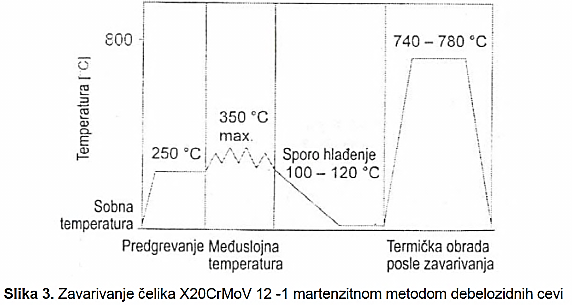 800
740 – 780 °C
Temperatura [°C]
350 °C
max.
250 °C
Sporo hlađenje
100 – 120 °C
Sobna
temperatura
Predgrevanje Međuslojna
temperatura
Termička obrada
posle zavarivanja
Slika 3. Zavarivanje čelika X20CrMoV 12 -1 martenzitnom metodom debelozidnih cevi